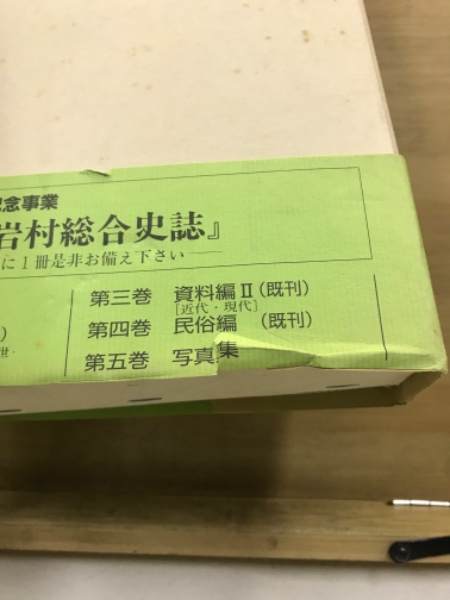 念事業
岩村総合史誌』
に1冊是非お備え下さい
第三巻 資料編Ⅱ(既刊)
[近代・現代]
第四巻 民俗編 (既刊)
第五巻 写真集